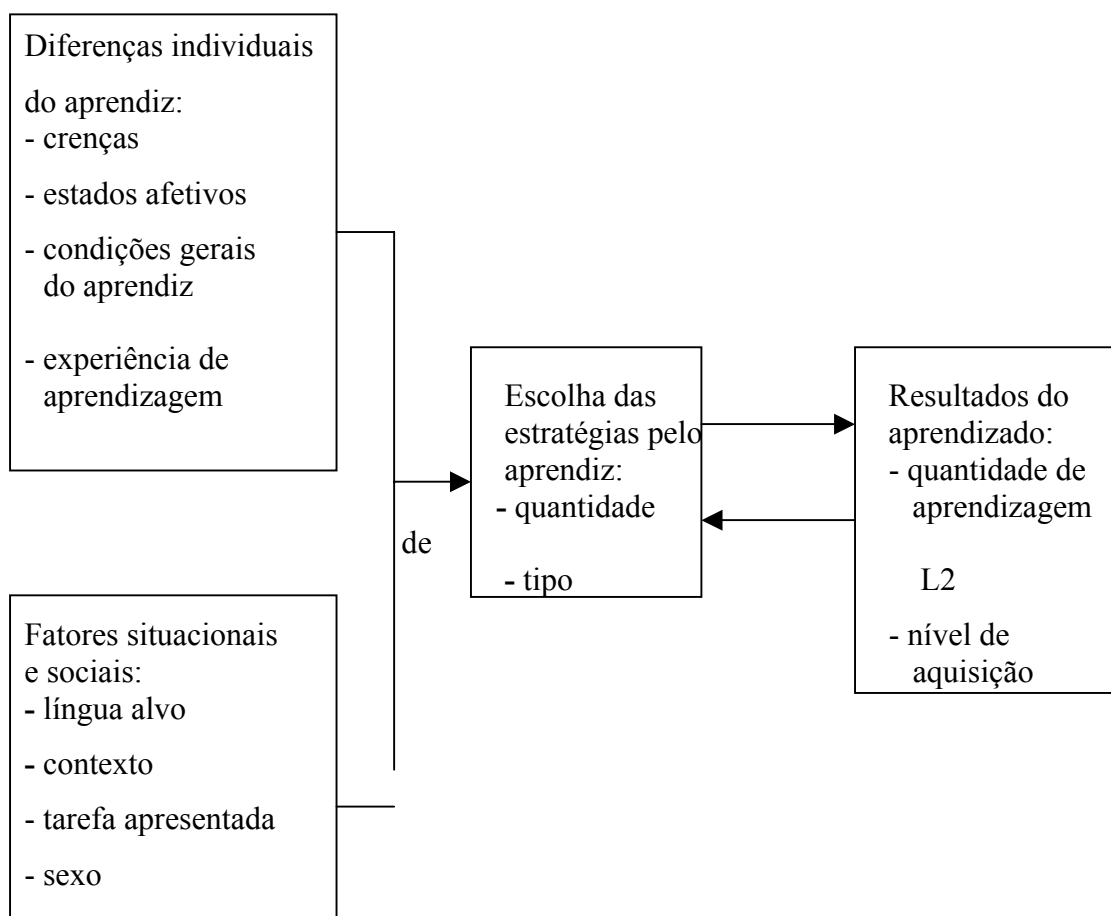 Diferenças individuais
do aprendiz:
- crenças
- estados afetivos
- condições gerais
do aprendiz
- experiência de
aprendizagem
Fatores situacionais
e sociais:
- língua alvo
- contexto
- tarefa apresentada
- sexo
de
Escolha das
estratégias pelo
aprendiz:
- quantidade
- tipo
Resultados do
aprendizado:
- quantidade de
aprendizagem
L2
- nível de
aquisição